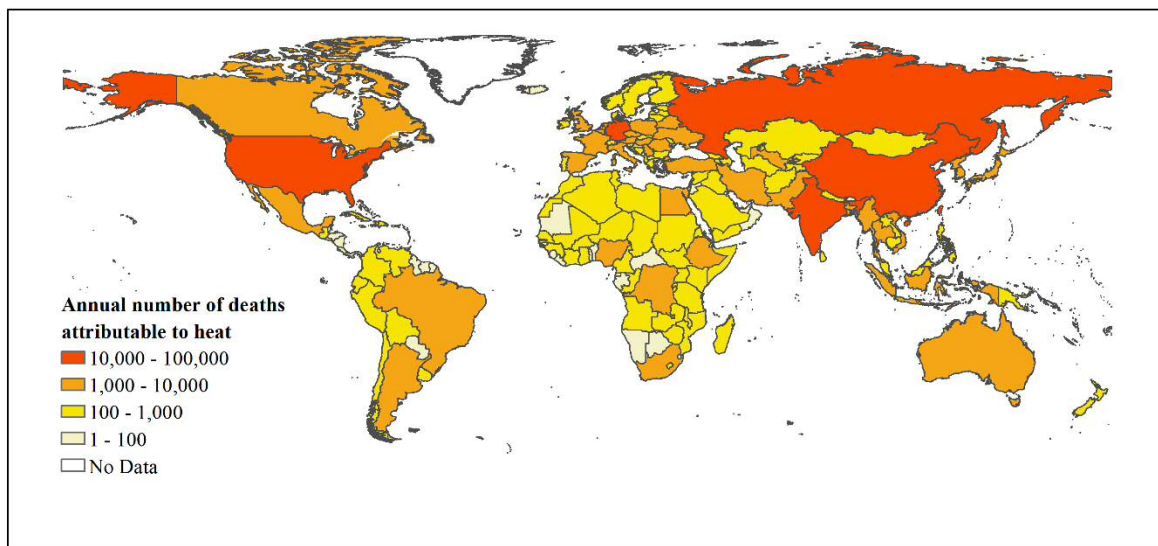 Annual number of deaths
attributable to heat
10,000 - 100,000
1,000 - 10,000
100 - 1,000
1 - 100
No Data